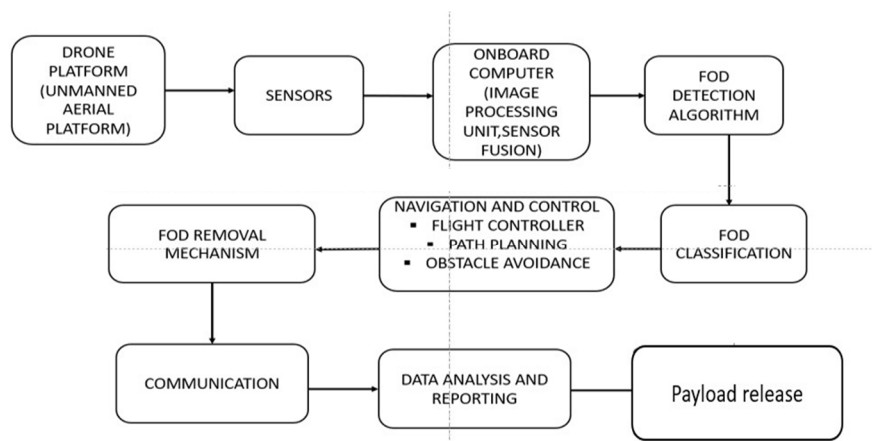 DRONE
PLATFORM
(UNMANNED
AERIAL
PLATFORM)
SENSORS
ONBOARD
COMPUTER
(IMAGE
PROCESSING
UNIT,SENSOR
FUSION)
FOD
DETECTION
ALGORITHM
FOD REMOVAL
MECHANISM
NAVIGATION AND CONTROL
▪ FLIGHT CONTROLLER
▪ PATH PLANNING
▪ OBSTACLE AVOIDANCE
FOD
CLASSIFICATION
COMMUNICATION
DATA ANALYSIS AND
REPORTING
Payload release